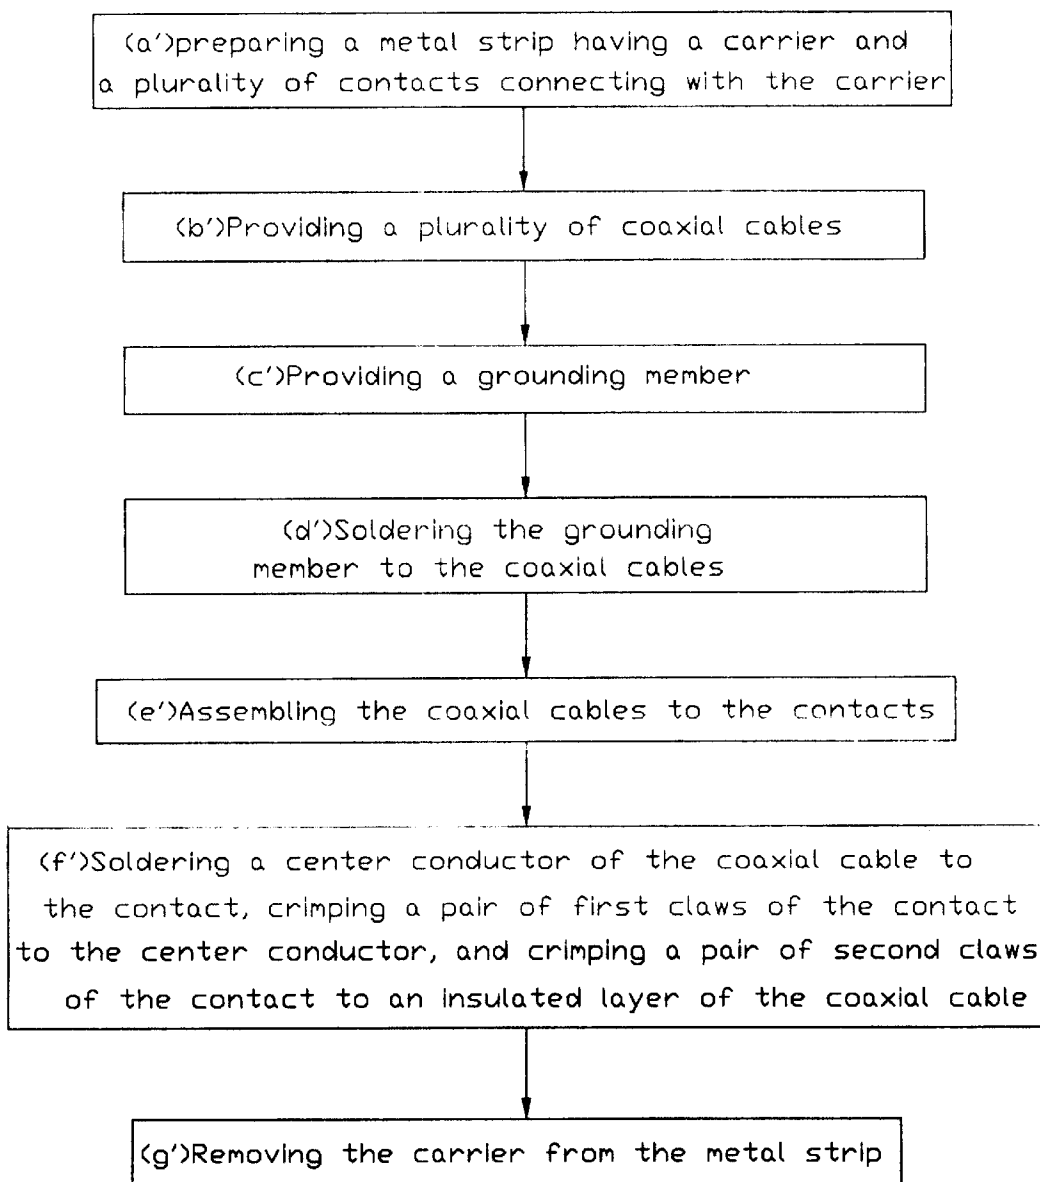 (a')preparing a metal strip having a carrier and
a plurality of contacts connecting with the carrier
(b')Providing a plurality of coaxial cables
(c')Providing a grounding member
(d')Soldering the grounding
member to the coaxial cables
(e')Assembling the coaxial cables to the contacts
(f')Soldering a center conductor of the coaxial cable to
the contact, crimping a pair of first claws of the contact
to the center conductor, and crimping a pair of second claws
of the contact to an insulated layer of the coaxial cable
(g')Removing the carrier from the metal strip